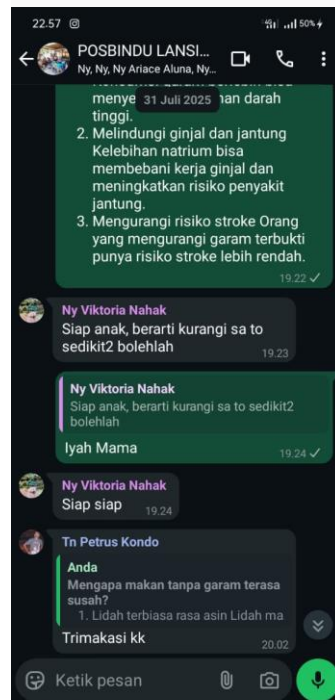 22.57
50%
POSBINDU LANSI...
Ny, Ny, Ny Ariace Aluna, Ny...
31 Juli 2025
menye han darah
tinggi.
2. Melindungi ginjal dan jantung
Kelebihan natrium bisa
membebani kerja ginjal dan
meningkatkan risiko penyakit
jantung.
3. Mengurangi risiko stroke Orang
yang mengurangi garam terbukti
punya risiko stroke lebih rendah.
19.22
Ny Viktoria Nahak
Siap anak, berarti kurangi sa to
sedikit2 bolehlah
19.23
Ny Viktoria Nahak
Siap anak, berarti kurangi sa to sedikit2
bolehlah
Iyah Mama
19.24
Ny Viktoria Nahak
Siap siap
19.24
Tn Petrus Kondo
Anda
Mengapa makan tanpa garam terasa
susah?
1. Lidah terbiasa rasa asin Lidah ma
Trimakasi kk
20.02
Ketik pesan